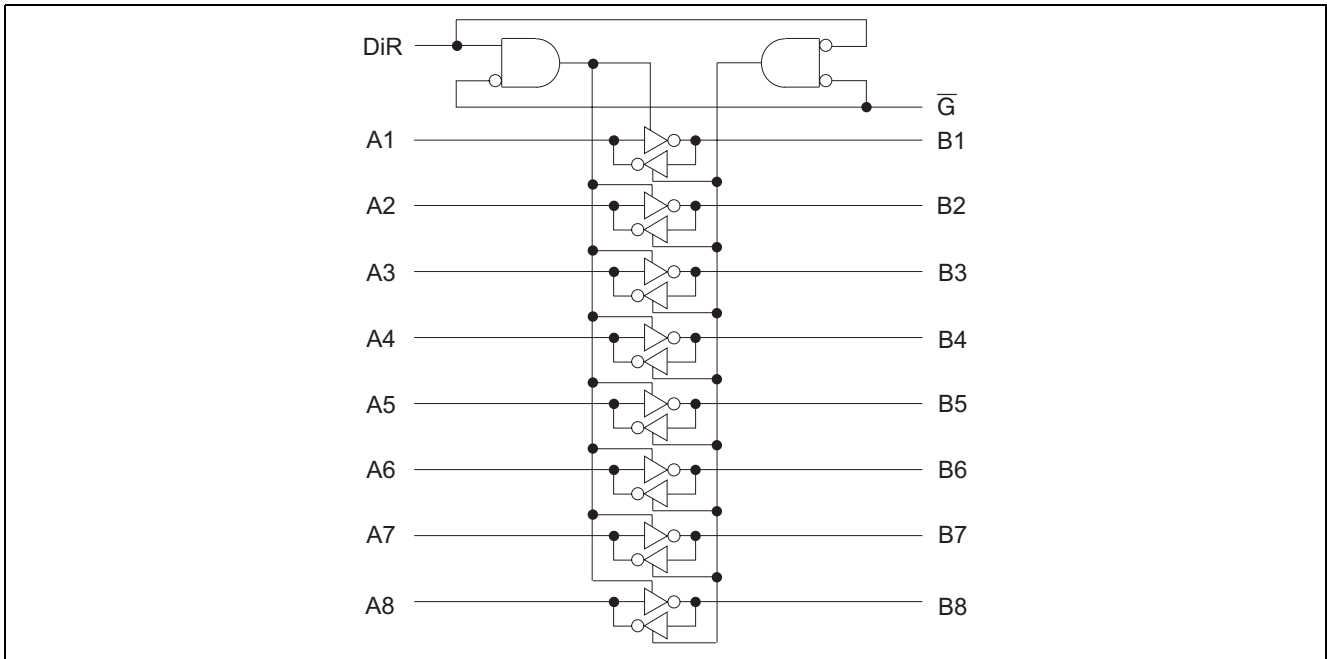 DiR
G̅
A1 B1
A2 B2
A3 B3
A4 B4
A5 B5
A6 B6
A7 B7
A8 B8